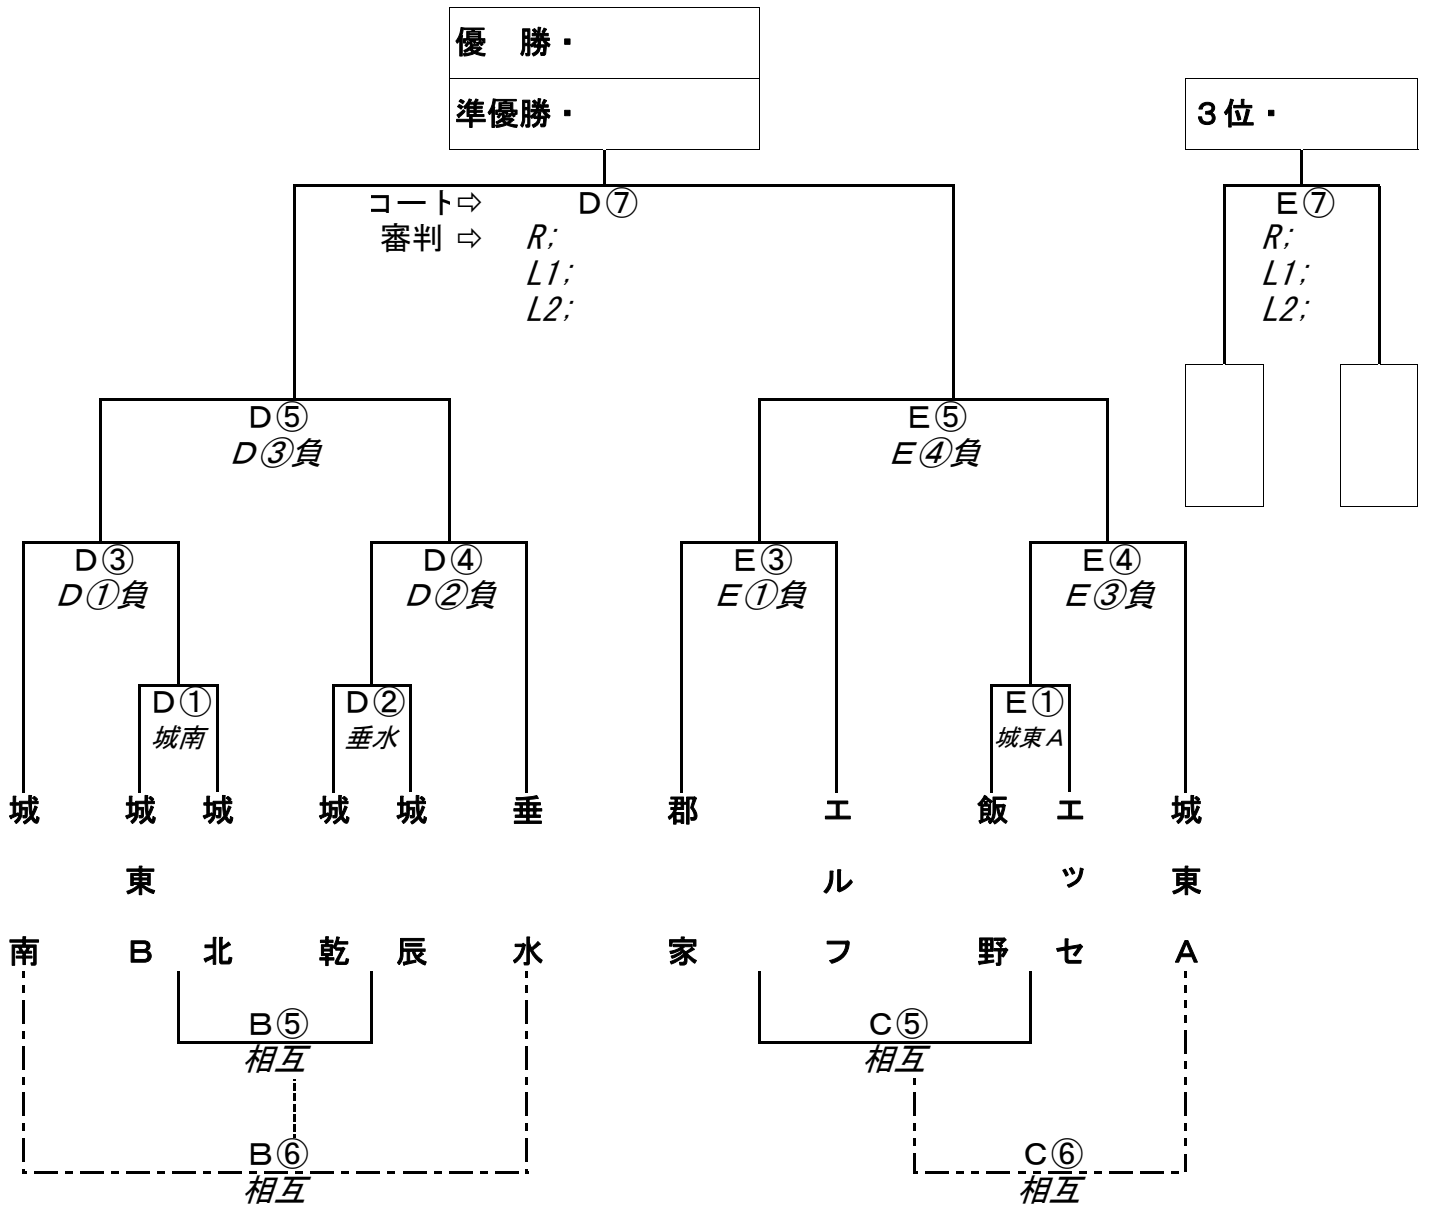 優　勝・
準優勝・
３位・
コート⇨ Ｄ⑦
審判 ⇨ R;
L1;
L2;
Ｅ⑦
R;
L1;
L2;
Ｄ⑤
Ｄ③負
Ｅ⑤
Ｅ④負
Ｄ③
Ｄ①負
Ｄ④
Ｄ②負
Ｅ③
Ｅ①負
Ｅ④
Ｅ③負
Ｄ①
城南
Ｄ②
垂水
Ｅ①
城東Ａ
城南
城東Ｂ
城北
城乾
城辰
垂水
郡家
エルフ
飯野
エッセ
城東Ａ
Ｂ⑤
相互
Ｃ⑤
相互
Ｂ⑥
相互
Ｃ⑥
相互